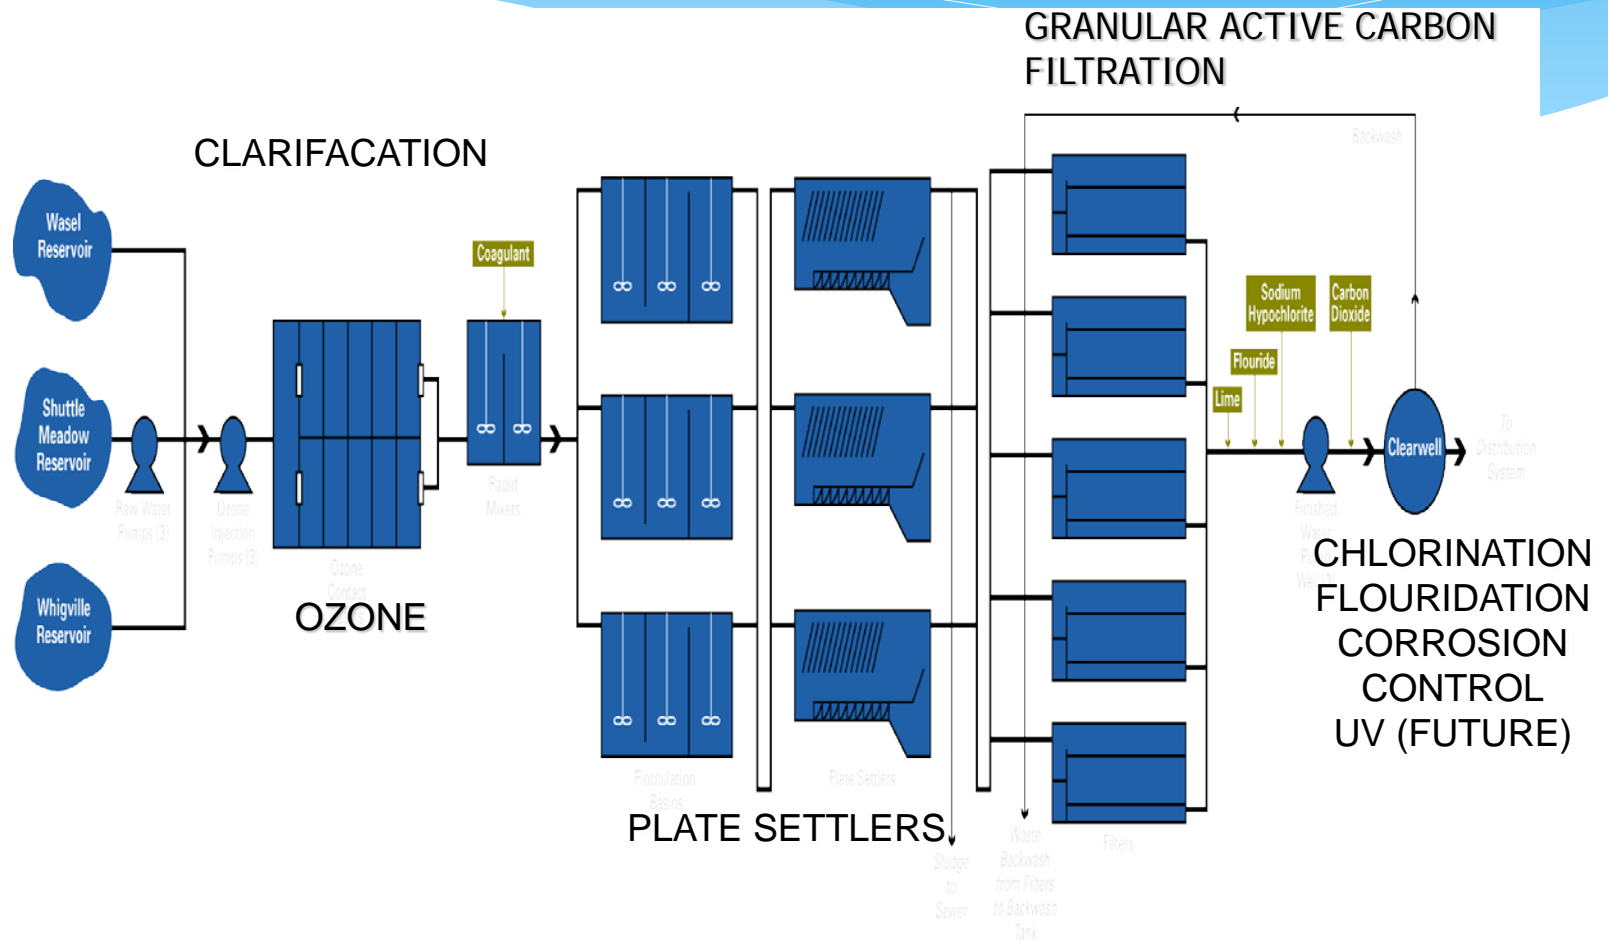 GRANULAR ACTIVE CARBON
FILTRATION
Backwash
CLARIFACATION
Wasel
Reservoir
Coagulant
Sodium
Hypochlorite
Carbon
Dioxide
Flouride
Lime
Shuttle
Meadow
Reservoir
Clearwell
To
Distribution
System
Raw Water
Pumps (3)
Ozone
Injection
Pumps (3)
Rapid
Mixers
Finished
Water
Ozone
Contact
OZONE
Whigville
Reservoir
CHLORINATION
FLOURIDATION
CORROSION
CONTROL
UV (FUTURE)
Flocculation
Basins
Plate Settlers
PLATE SETTLERS
Sludge
to
Sewer
Waste
Backwash
from Filters
to Backwash
Tank
Filters